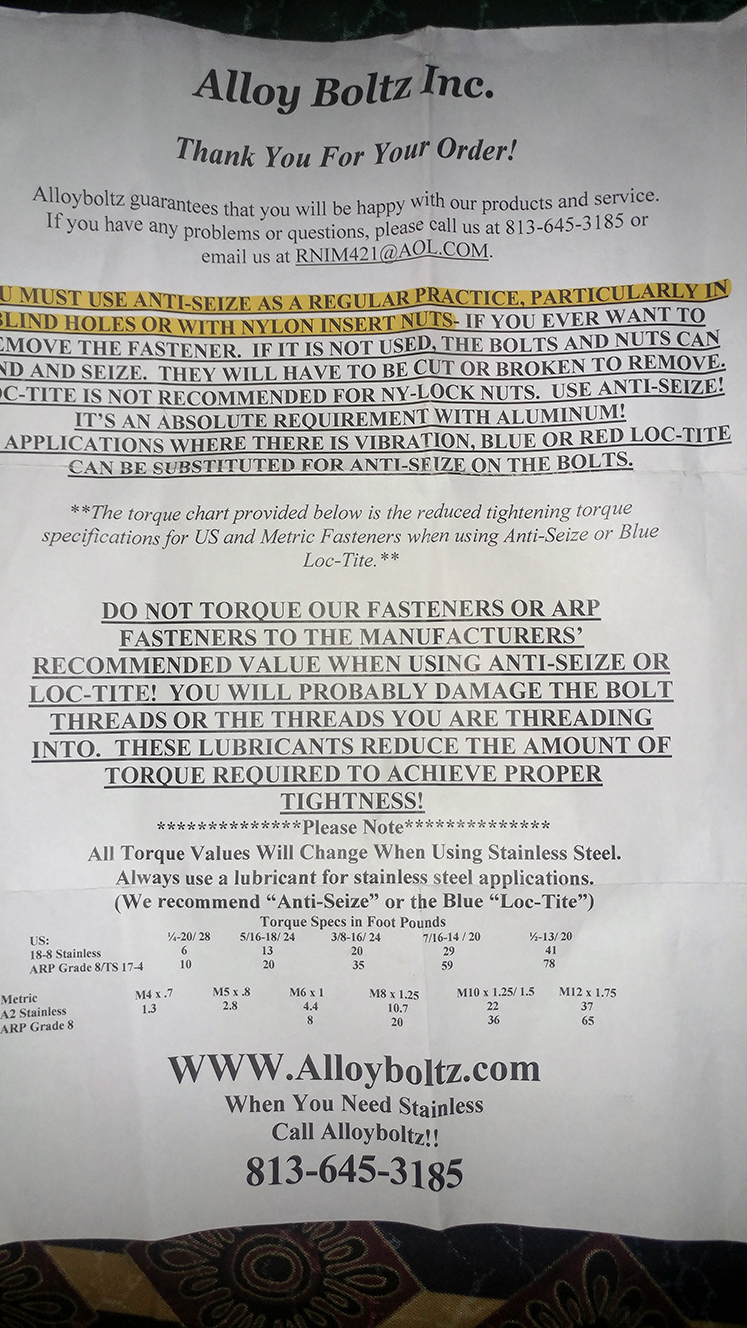 Alloy Boltz Inc.
Thank You For Your Order!
Alloyboltz guarantees that you will be happy with our products and service.
If you have any problems or questions, please call us at 813-645-3185 or
email us at RNIM421@AOL.COM.
U MUST USE ANTI-SEIZE AS A REGULAR PRACTICE, PARTICULARLY IN
BLIND HOLES OR WITH NYLON INSERT NUTS- IF YOU EVER WANT TO
EMOVE THE FASTENER. IF IT IS NOT USED, THE BOLTS AND NUTS CAN
ND AND SEIZE. THEY WILL HAVE TO BE CUT OR BROKEN TO REMOVE.
OC-TITE IS NOT RECOMMENDED FOR NY-LOCK NUTS. USE ANTI-SEIZE!
IT'S AN ABSOLUTE REQUIREMENT WITH ALUMINUM!
APPLICATIONS WHERE THERE IS VIBRATION, BLUE OR RED LOC-TITE
CAN BE SUBSTITUTED FOR ANTI-SEIZE ON THE BOLTS.
**The torque chart provided below is the reduced tightening torque
specifications for US and Metric Fasteners when using Anti-Seize or Blue
Loc-Tite.**
DO NOT TORQUE OUR FASTENERS OR ARP
FASTENERS TO THE MANUFACTURERS'
RECOMMENDED VALUE WHEN USING ANTI-SEIZE OR
LOC-TITE! YOU WILL PROBABLY DAMAGE THE BOLT
THREADS OR THE THREADS YOU ARE THREADING
INTO. THESE LUBRICANTS REDUCE THE AMOUNT OF
TORQUE REQUIRED TO ACHIEVE PROPER
TIGHTNESS!
**************Please Note**************
All Torque Values Will Change When Using Stainless Steel.
Always use a lubricant for stainless steel applications.
(We recommend "Anti-Seize" or the Blue "Loc-Tite")
Torque Specs in Foot Pounds
US: ¼-20/ 28 5/16-18/ 24 3/8-16/ 24 7/16-14 / 20 ½-13/ 20
18-8 Stainless 6 13 20 29 41
ARP Grade 8/TS 17-4 10 20 35 59 78
Metric M4 x .7 M5 x .8 M6 x 1 M8 x 1.25 M10 x 1.25/ 1.5 M12 x 1.75
A2 Stainless 1.3 2.8 4.4 10.7 22 37
ARP Grade 8 8 20 36 65
WWW.Alloyboltz.com
When You Need Stainless
Call Alloyboltz!!
813-645-3185